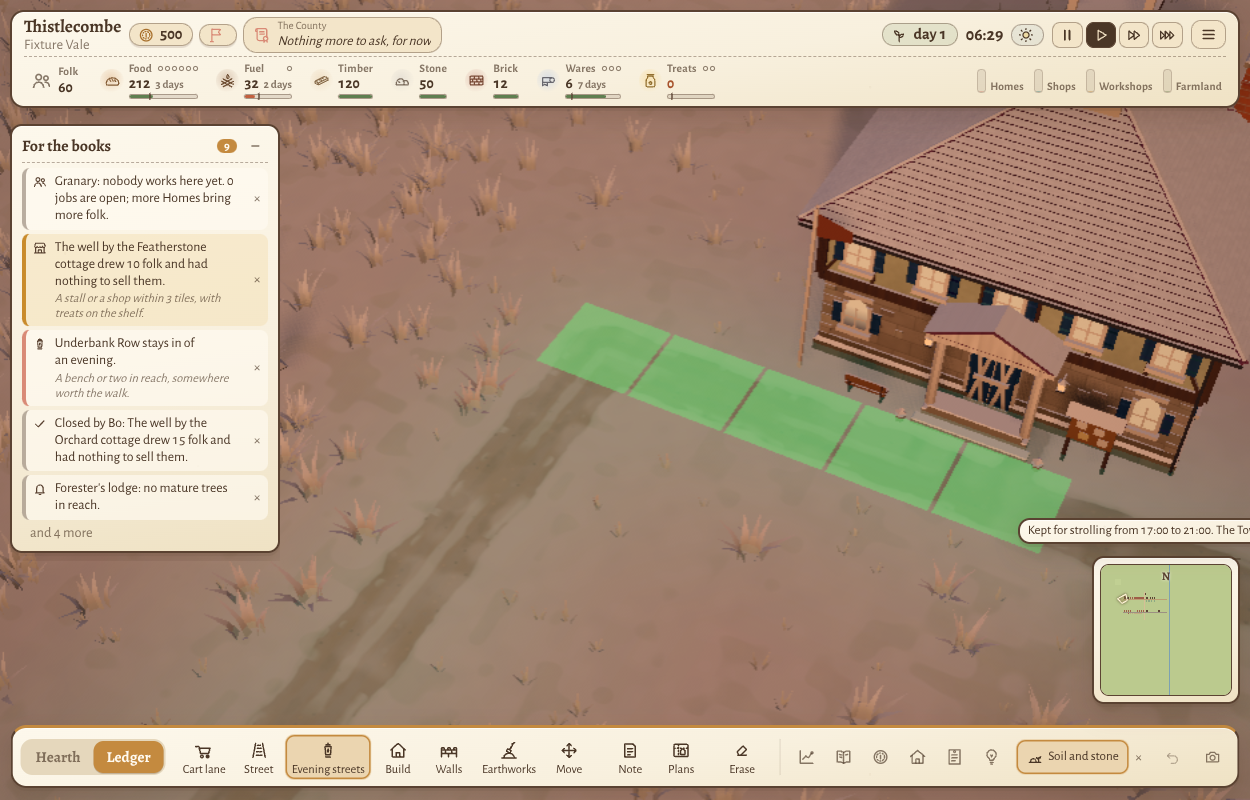 Thistlecombe
Fixture Vale
500
The County
Nothing more to ask, for now
day 1
06:29
Folk
60
Food
212 3 days
Fuel
32 2 days
Timber
120
Stone
50
Brick
12
Wares
6 7 days
Treats
0
Homes
Shops
Workshops
Farmland
For the books
9
Granary: nobody works here yet. 0
jobs are open; more Homes bring
more folk.
The well by the Featherstone
cottage drew 10 folk and had
nothing to sell them.
A stall or a shop within 3 tiles, with
treats on the shelf.
Underbank Row stays in of
an evening.
A bench or two in reach, somewhere
worth the walk.
Closed by Bo: The well by the
Orchard cottage drew 15 folk and
had nothing to sell them.
Forester's lodge: no mature trees
in reach.
and 4 more
Kept for strolling from 17:00 to 21:00. The
N
Hearth
Ledger
Cart lane
Street
Evening streets
Build
Walls
Earthworks
Move
Note
Plans
Erase
Soil and stone